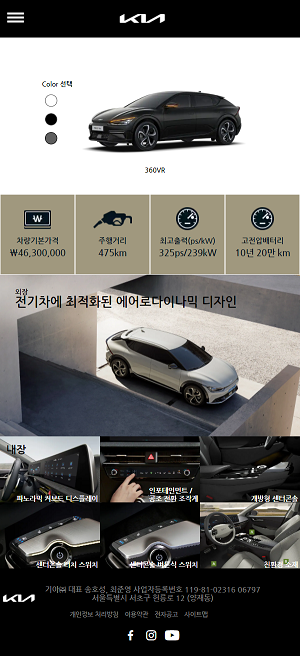 KIA
Color 선택
360VR
차량기본가격
₩46,300,000
주행거리
475km
최고출력(ps/kW)
325ps/239kW
고전압배터리
10년 20만 km
외장
전기차에 최적화된 에어로다이나믹 디자인
내장
파노라믹 커브드 디스플레이
인포테인먼트 /
공조 전환 조작계
개방형 센터콘솔
센터콘솔 터치 스위치
센터콘솔 버튼식 스위치
친환경 소재
KIA
기아㈜ 대표 송호성, 최준영 사업자등록번호 119-81-02316 06797
서울특별시 서초구 헌릉로 12 (양재동)
개인정보 처리방침 이용약관 전자공고 사이트맵